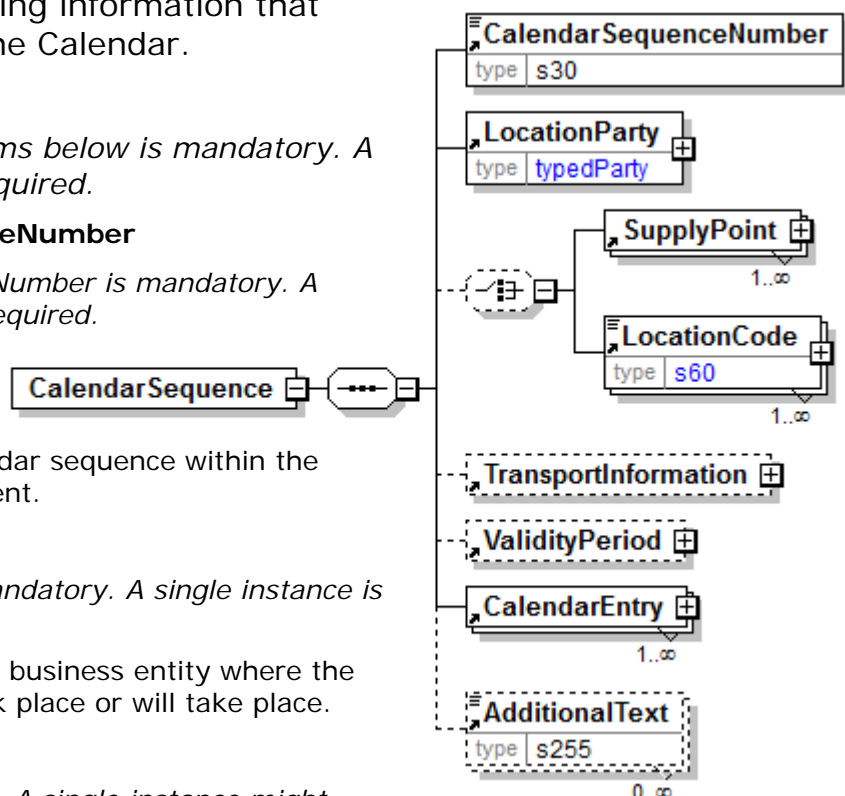 ing information that
ne Calendar.
ms below is mandatory. A
quired.
eNumber
Number is mandatory. A
equired.
dar sequence within the
ent.
andatory. A single instance is
business entity where the
k place or will take place.
A single instance might
CalendarSequence
CalendarSequenceNumber
type s30
LocationParty
type typedParty
SupplyPoint
1..∞
LocationCode
type s60
1..∞
TransportInformation
ValidityPeriod
CalendarEntry
1..∞
AdditionalText
type s255
0..∞